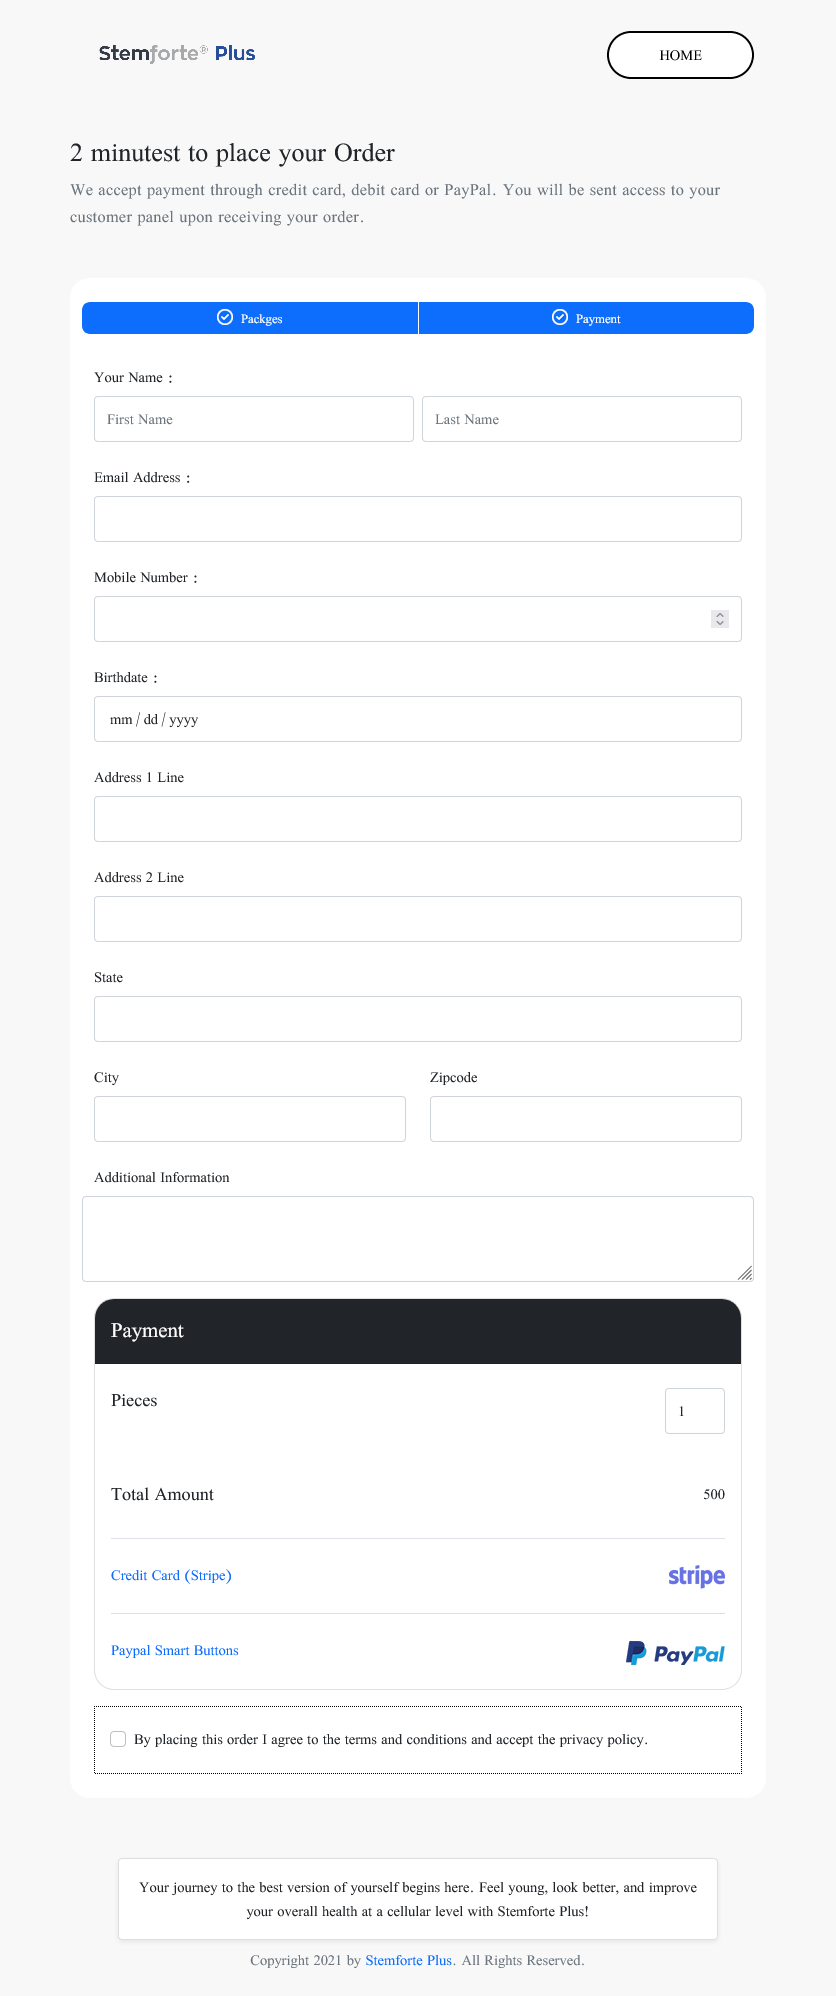 Stemforte® Plus
HOME
2 minutest to place your Order
We accept payment through credit card, debit card or PayPal. You will be sent access to your
customer panel upon receiving your order.
Packges
Payment
Your Name :
First Name
Last Name
Email Address :
Mobile Number :
Birthdate :
mm / dd / yyyy
Address 1 Line
Address 2 Line
State
City
Zipcode
Additional Information
Payment
Pieces
1
Total Amount
500
Credit Card (Stripe)
stripe
Paypal Smart Buttons
PayPal
By placing this order I agree to the terms and conditions and accept the privacy policy.
Your journey to the best version of yourself begins here. Feel young, look better, and improve
your overall health at a cellular level with Stemforte Plus!
Copyright 2021 by Stemforte Plus. All Rights Reserved.